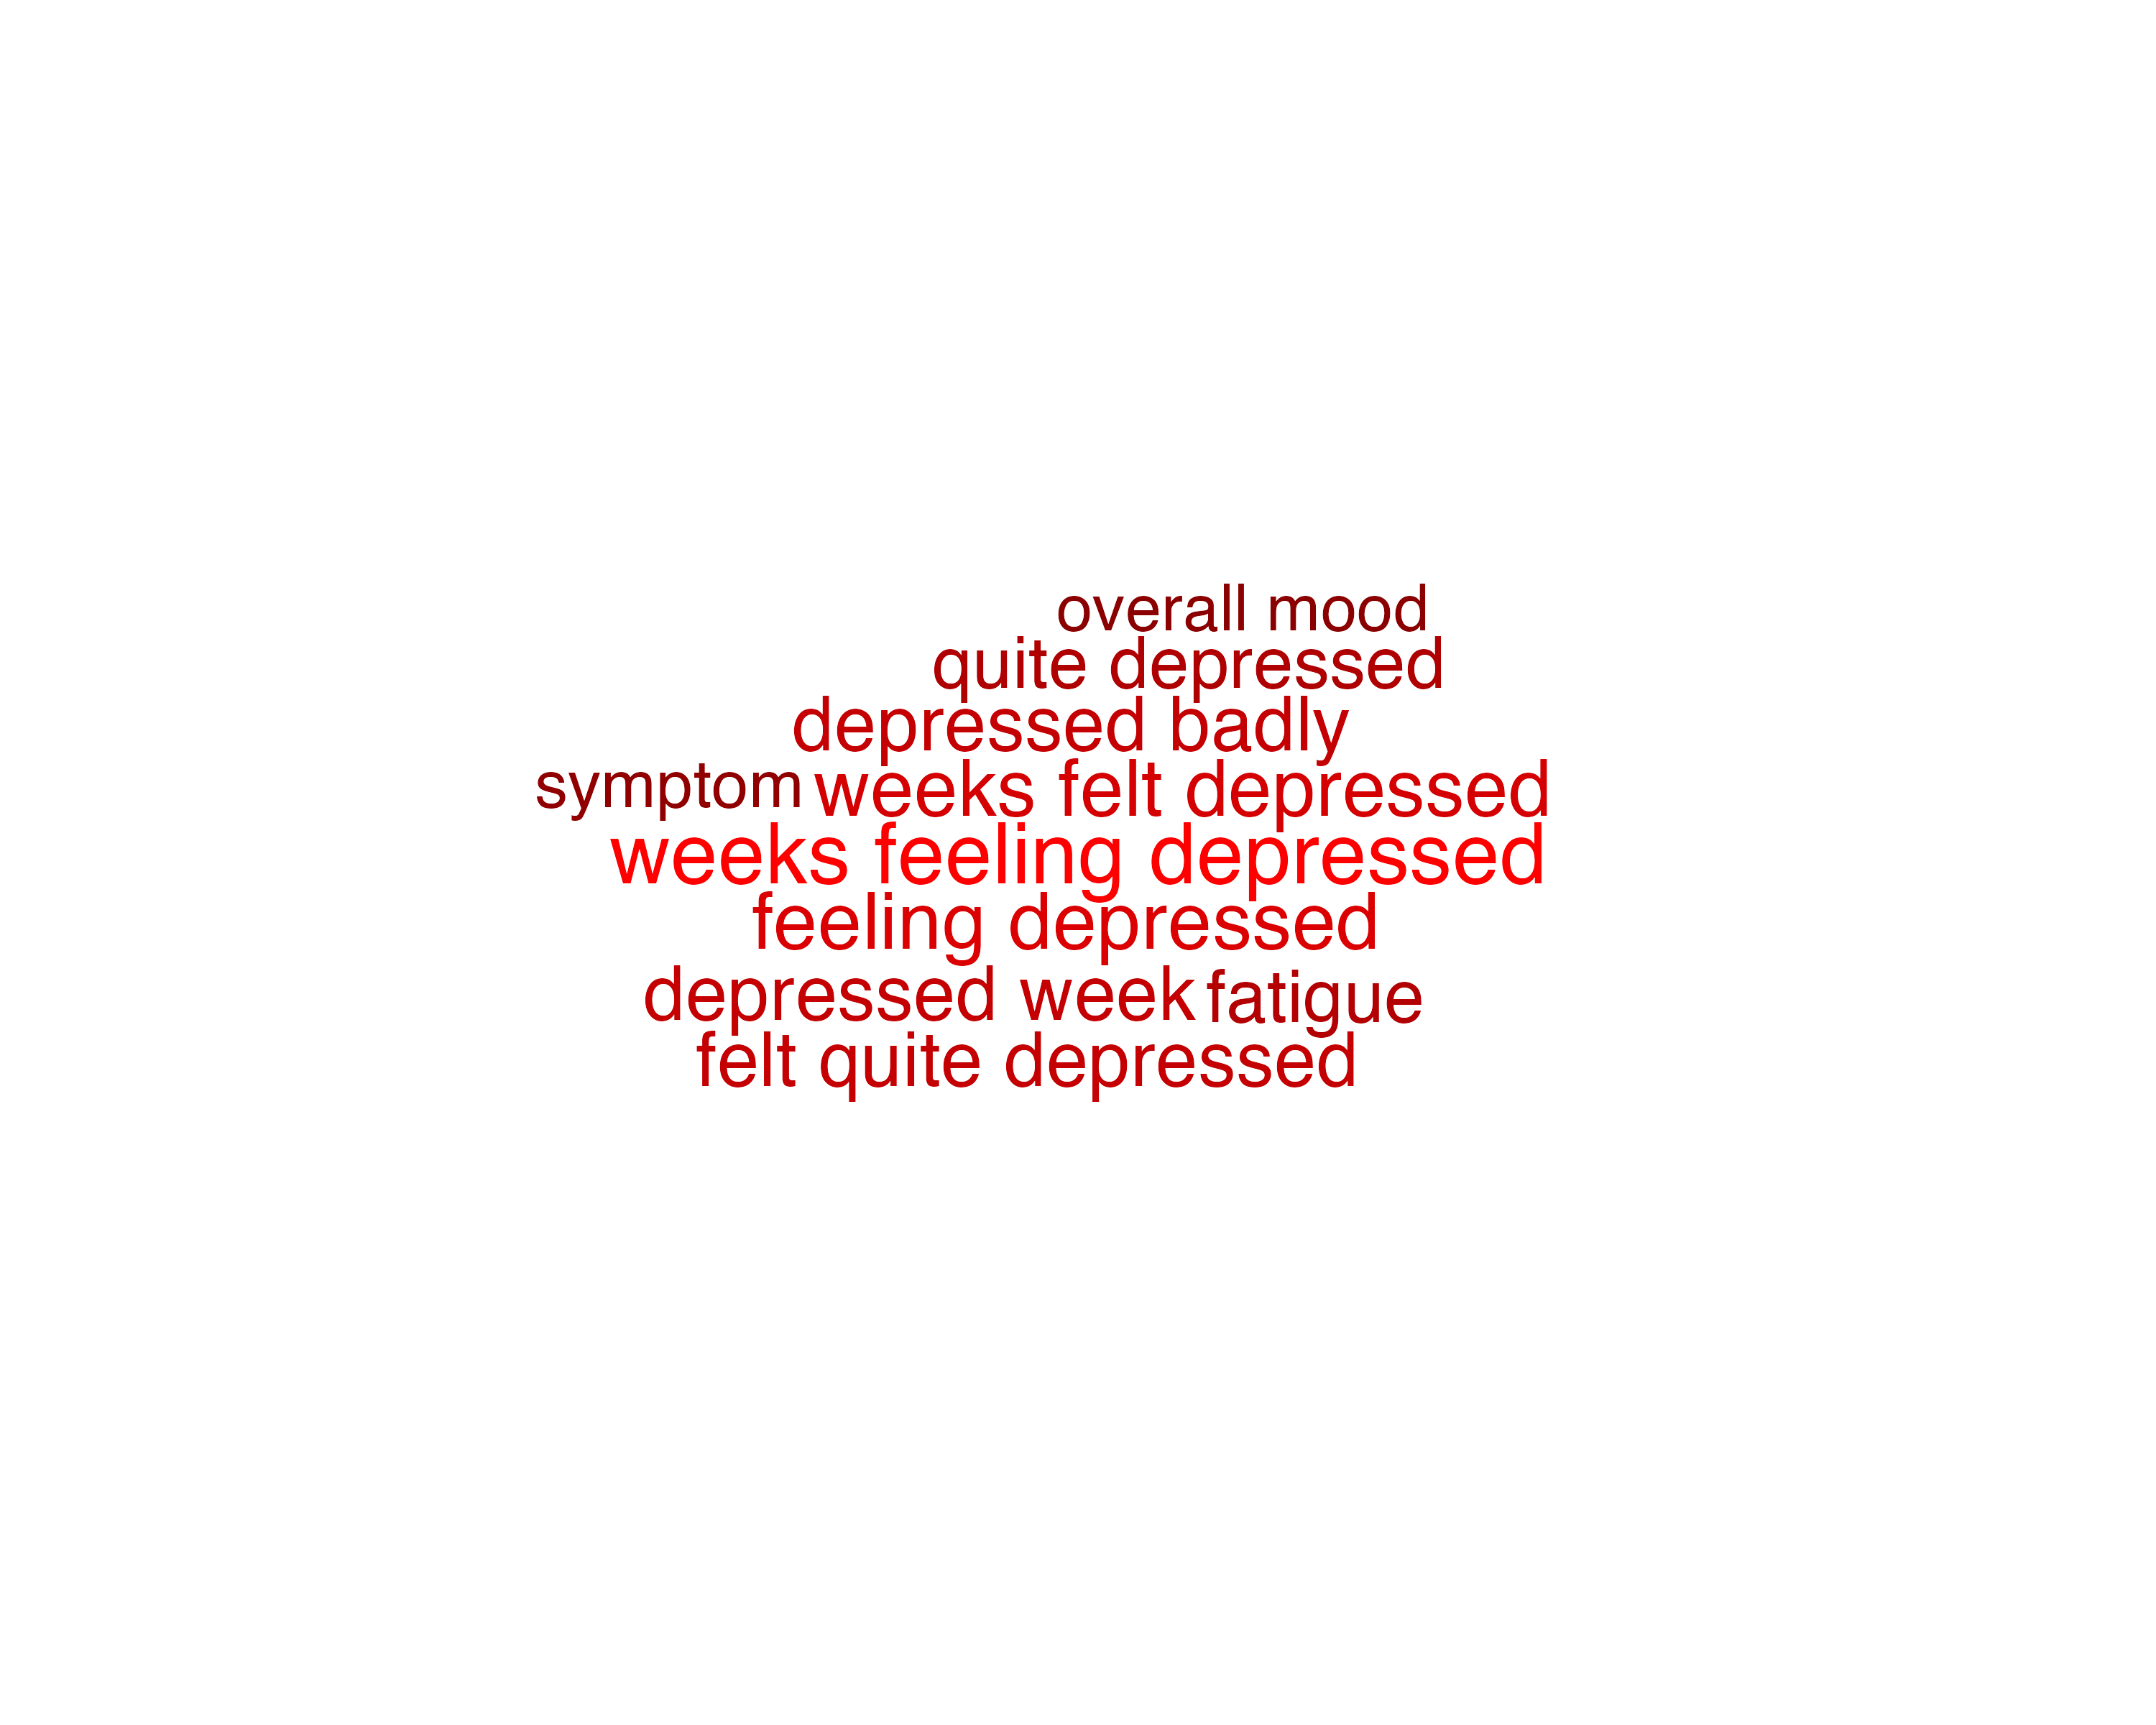 overall mood
quite depressed
depressed badly
symptom weeks felt depressed
weeks feeling depressed
feeling depressed
depressed week fatigue
felt quite depressed